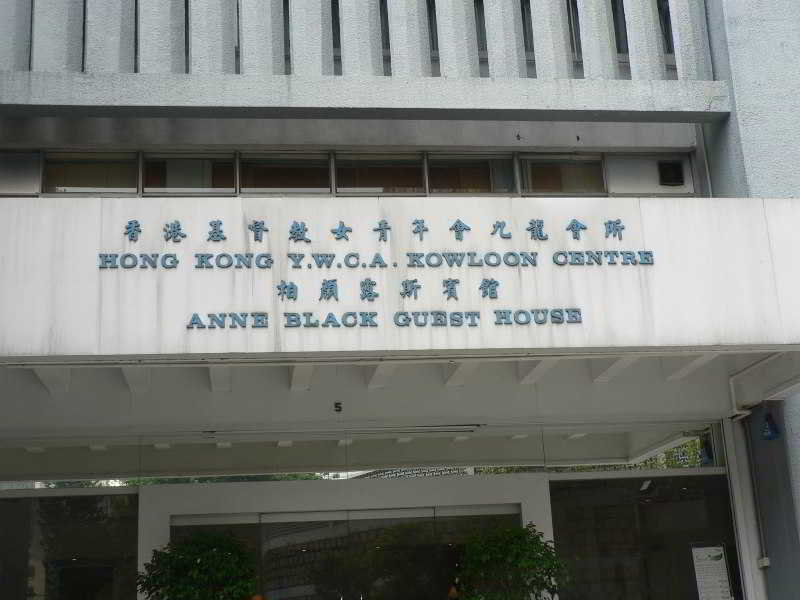 香港基督教女青年會九龍會所
HONG KONG Y.W.C.A. KOWLOON CENTRE
柏顏露斯賓館
ANNE BLACK GUEST HOUSE
5